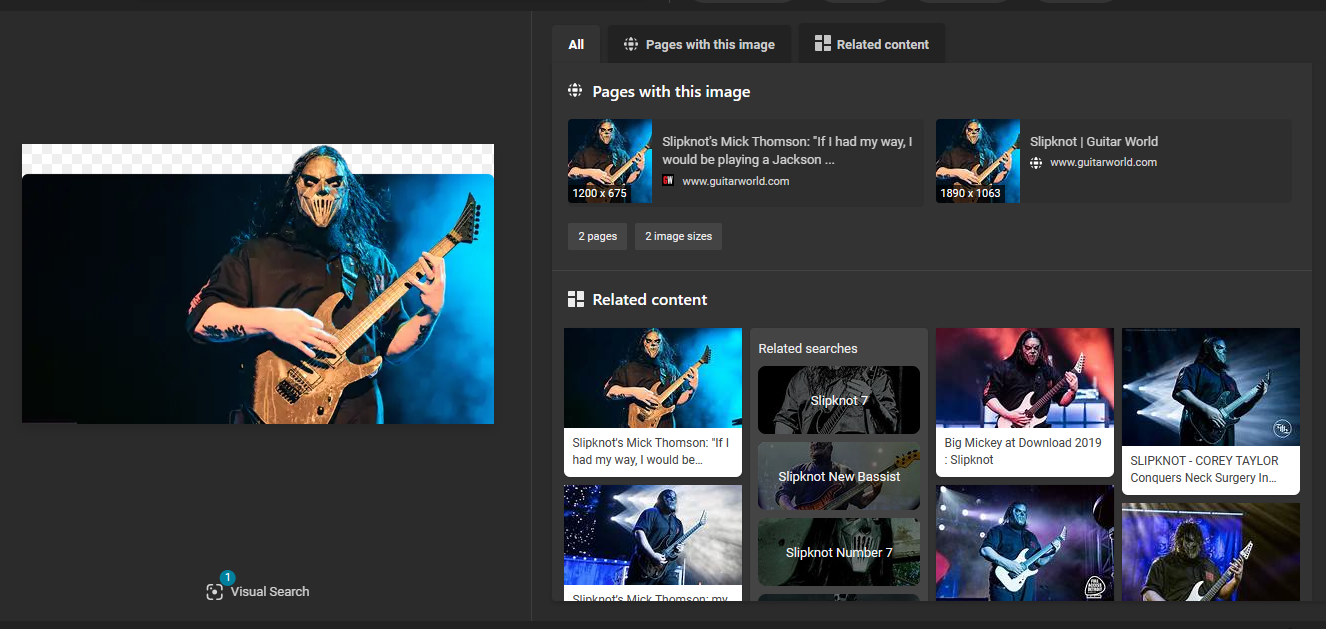 All
Pages with this image
Related content
Pages with this image
1200 x 675
Slipknot's Mick Thomson: "If I had my way, I
would be playing a Jackson ...
www.guitarworld.com
1890 x 1063
Slipknot | Guitar World
www.guitarworld.com
2 pages
2 image sizes
Related content
Slipknot's Mick Thomson: "If I
had my way, I would be...
Slipknot's Mick Thomson: my
Related searches
Slipknot 7
Slipknot New Bassist
Slipknot Number 7
Big Mickey at Download 2019
: Slipknot
SLIPKNOT - COREY TAYLOR
Conquers Neck Surgery In...
1
Visual Search